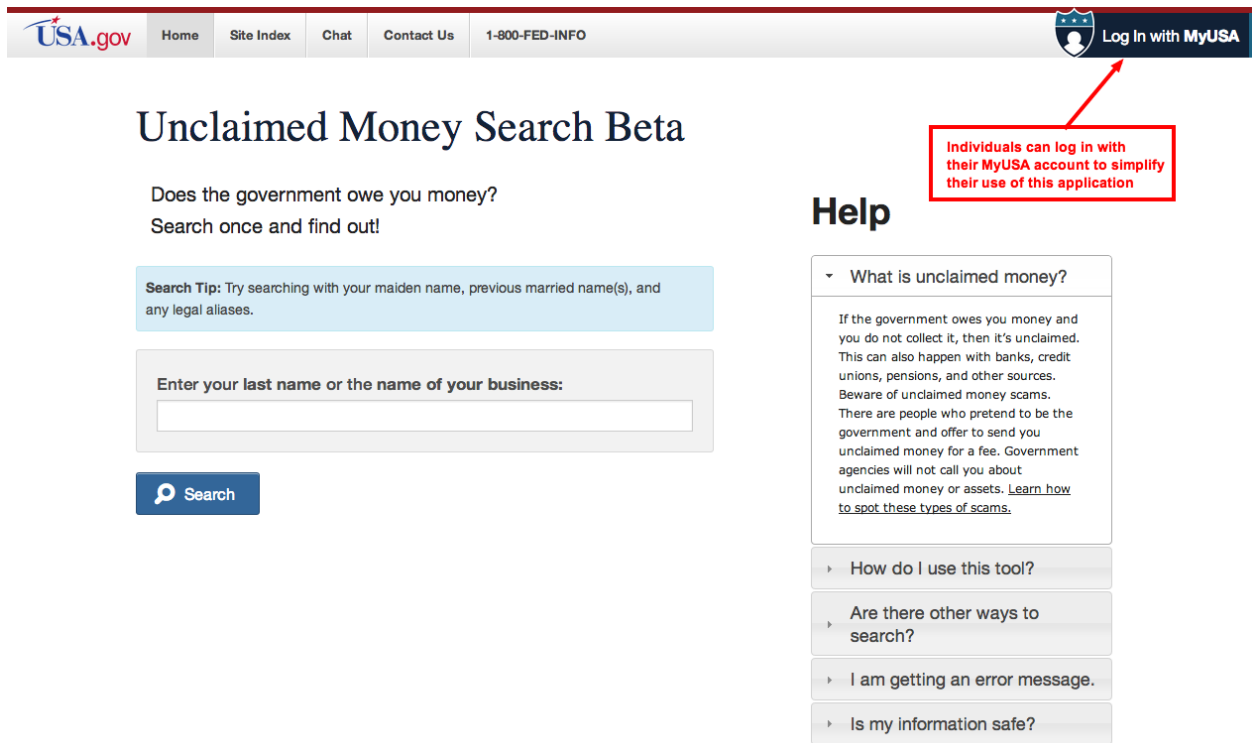 USA.gov Home Site Index Chat Contact Us 1-800-FED-INFO Log In with MyUSA
Individuals can log in with
their MyUSA account to simplify
their use of this application
Unclaimed Money Search Beta
Does the government owe you money?
Search once and find out!
Search Tip: Try searching with your maiden name, previous married name(s), and
any legal aliases.
Enter your last name or the name of your business:
Search
Help
What is unclaimed money?
If the government owes you money and
you do not collect it, then it's unclaimed.
This can also happen with banks, credit
unions, pensions, and other sources.
Beware of unclaimed money scams.
There are people who pretend to be the
government and offer to send you
unclaimed money for a fee. Government
agencies will not call you about
unclaimed money or assets. Learn how
to spot these types of scams.
How do I use this tool?
Are there other ways to
search?
I am getting an error message.
Is my information safe?